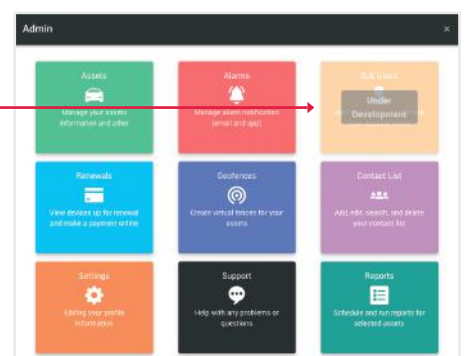 Admin
×
Assets
Manage your assets
information and other
Alarms
Manage alarm notification
(email and app)
Sub Users
Under
Development
Renewals
View devices up for renewal
and make a payment online
Geofences
Create virtual fences for your
assets
Contact List
Add, edit, search, and delete
your contact list
Settings
Editing your profile
information
Support
Help with any problems or
questions
Reports
Schedule and run reports for
selected assets